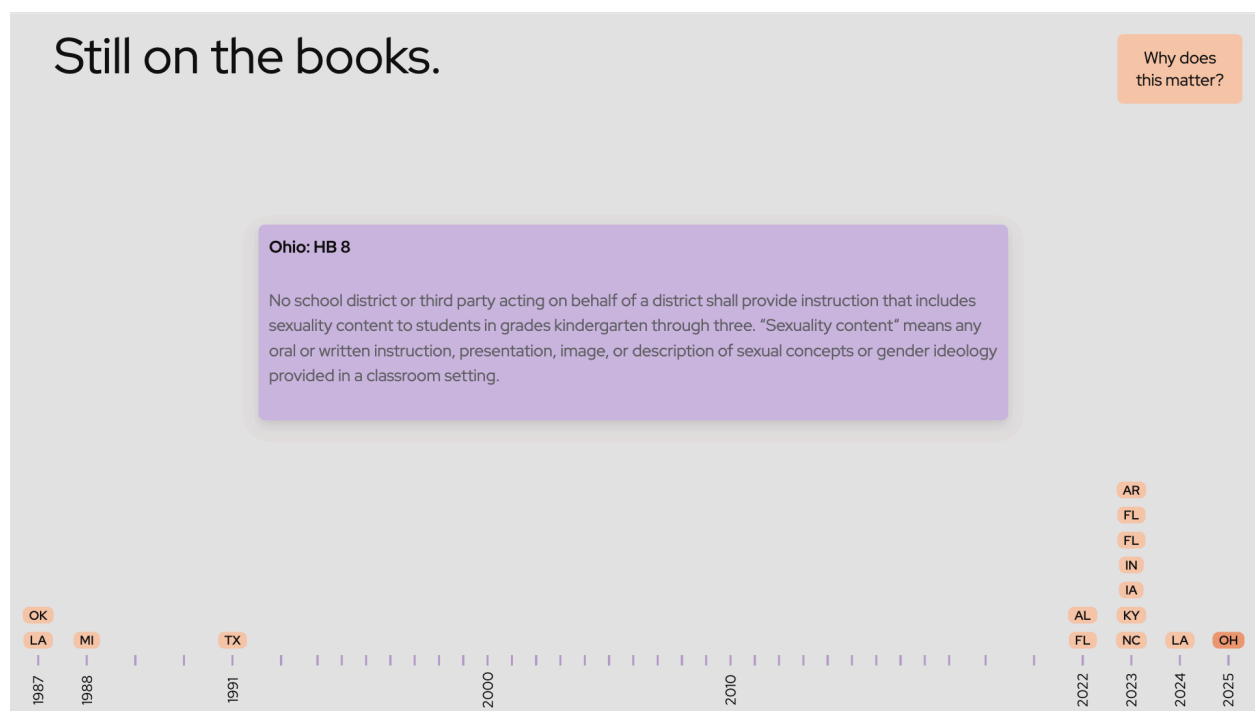 Still on the books.
Why does
this matter?
Ohio: HB 8
No school district or third party acting on behalf of a district shall provide instruction that includes
sexuality content to students in grades kindergarten through three. “Sexuality content” means any
oral or written instruction, presentation, image, or description of sexual concepts or gender ideology
provided in a classroom setting.
AR
FL
FL
IN
IA
OK AL KY
LA MI TX FL NC LA OH
1987 1988 1991 2000 2010 2022 2023 2024 2025